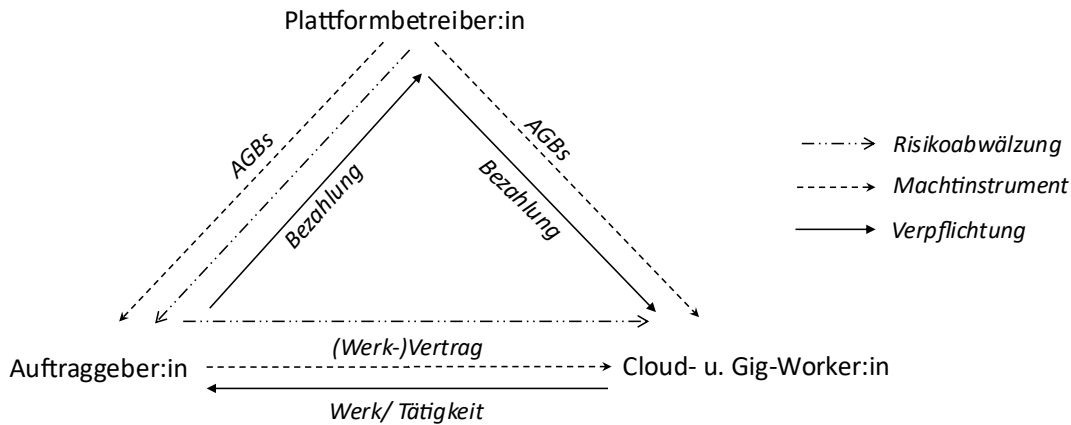 Plattformbetreiber:in
AGBs
AGBs
Bezahlung
Bezahlung
Risikoabwälzung
Machtinstrument
Verpflichtung
(Werk-)Vertrag
Auftraggeber:in
Cloud- u. Gig-Worker:in
Werk/ Tätigkeit